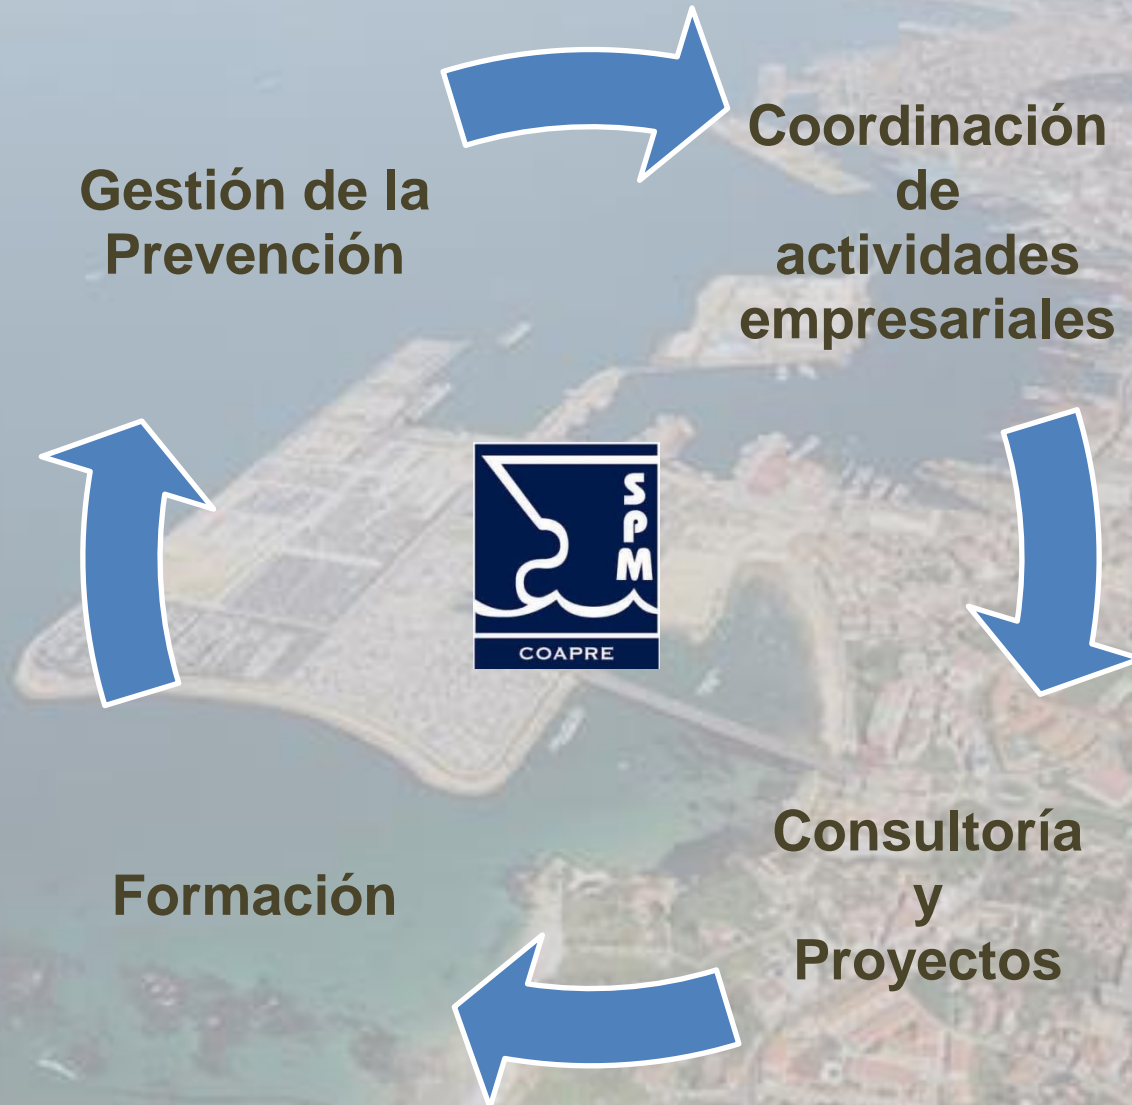 Gestión de la
Prevención
Coordinación
de
actividades
empresariales
SPM
COAPRE
Formación
Consultoría
y
Proyectos